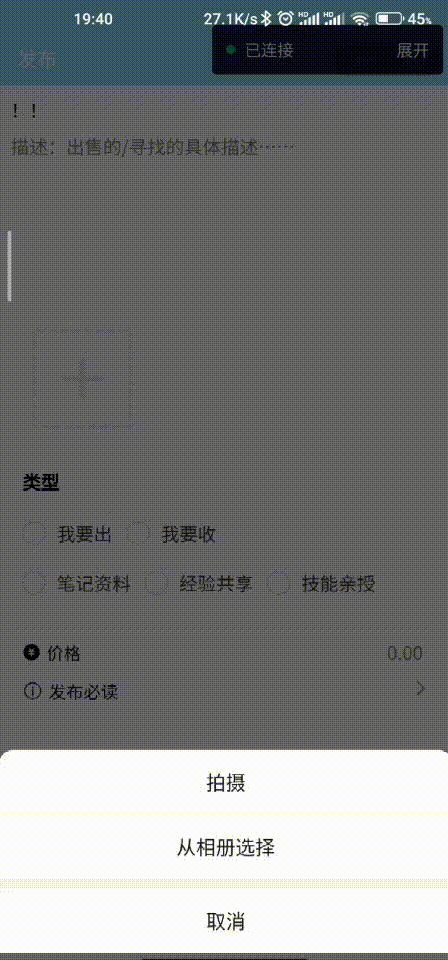 19:40 27.1K/s HD HD 45%
发布
已连接 展开
！！
描述：出售的/寻找的具体描述……
类型
我要出 我要收
笔记资料 经验共享 技能亲授
价格 0.00
发布必读
拍摄
从相册选择
取消